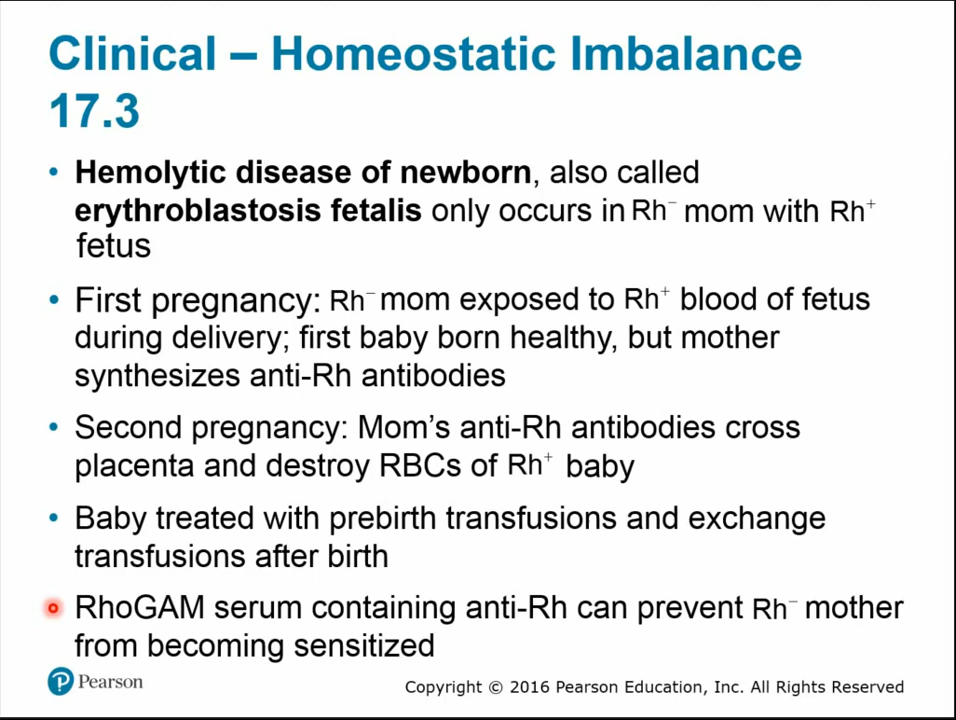 Clinical – Homeostatic Imbalance
17.3
• Hemolytic disease of newborn, also called
erythroblastosis fetalis only occurs in Rh⁻ mom with Rh⁺
fetus
• First pregnancy: Rh⁻ mom exposed to Rh⁺ blood of fetus
during delivery; first baby born healthy, but mother
synthesizes anti-Rh antibodies
• Second pregnancy: Mom’s anti-Rh antibodies cross
placenta and destroy RBCs of Rh⁺ baby
• Baby treated with prebirth transfusions and exchange
transfusions after birth
• RhoGAM serum containing anti-Rh can prevent Rh⁻ mother
from becoming sensitized
P Pearson
Copyright © 2016 Pearson Education, Inc. All Rights Reserved